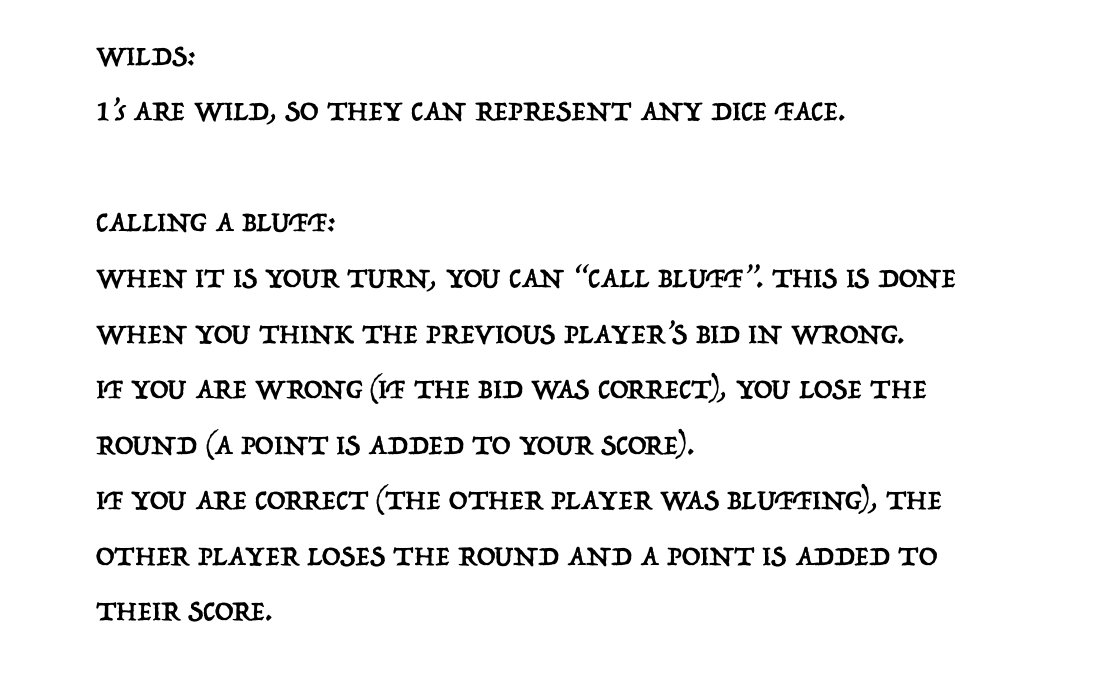 WILDS:
1's ARE WILD, SO THEY CAN REPRESENT ANY DICE FACE.
CALLING A BLUFF:
WHEN IT IS YOUR TURN, YOU CAN “CALL BLUFF”. THIS IS DONE
WHEN YOU THINK THE PREVIOUS PLAYER'S BID IN WRONG.
IF YOU ARE WRONG (IF THE BID WAS CORRECT), YOU LOSE THE
ROUND (A POINT IS ADDED TO YOUR SCORE).
IF YOU ARE CORRECT (THE OTHER PLAYER WAS BLUFFING), THE
OTHER PLAYER LOSES THE ROUND AND A POINT IS ADDED TO
THEIR SCORE.